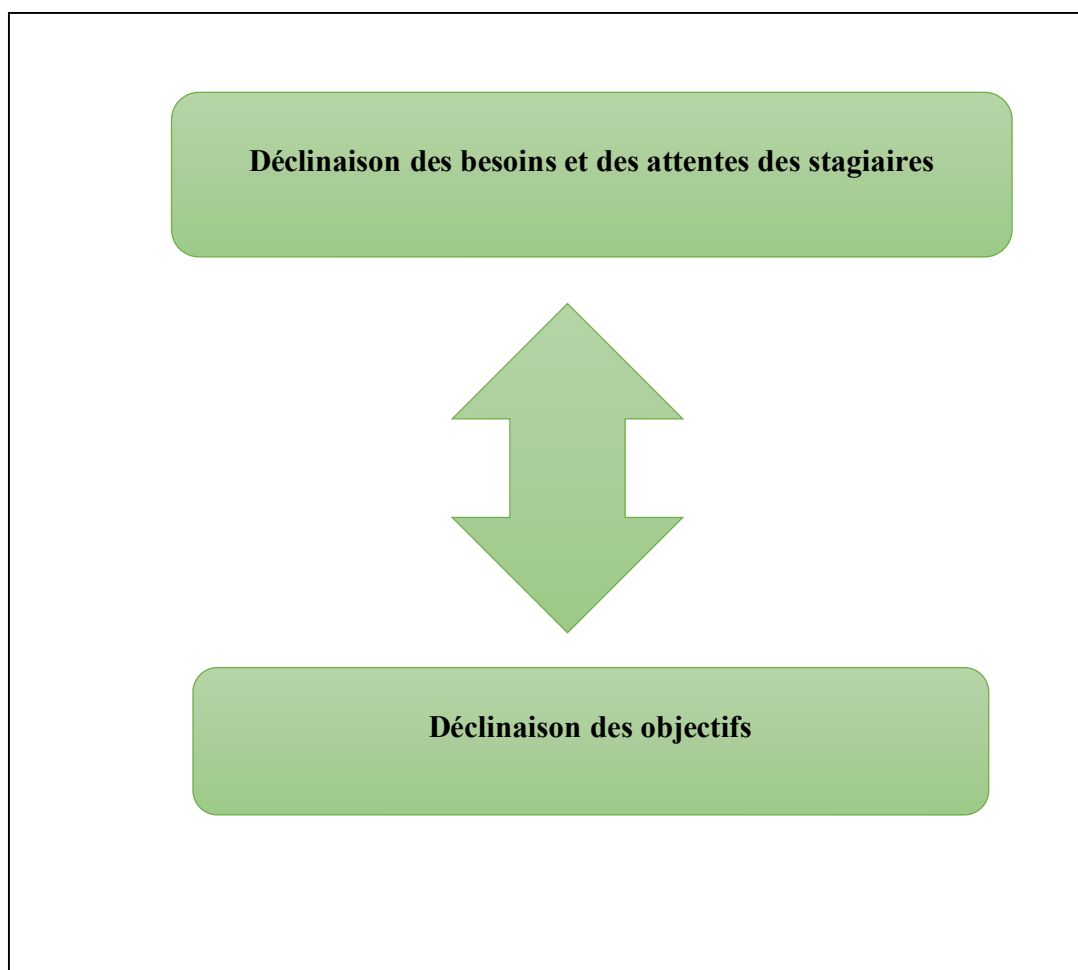 Déclinaison des besoins et des attentes des stagiaires
Déclinaison des objectifs